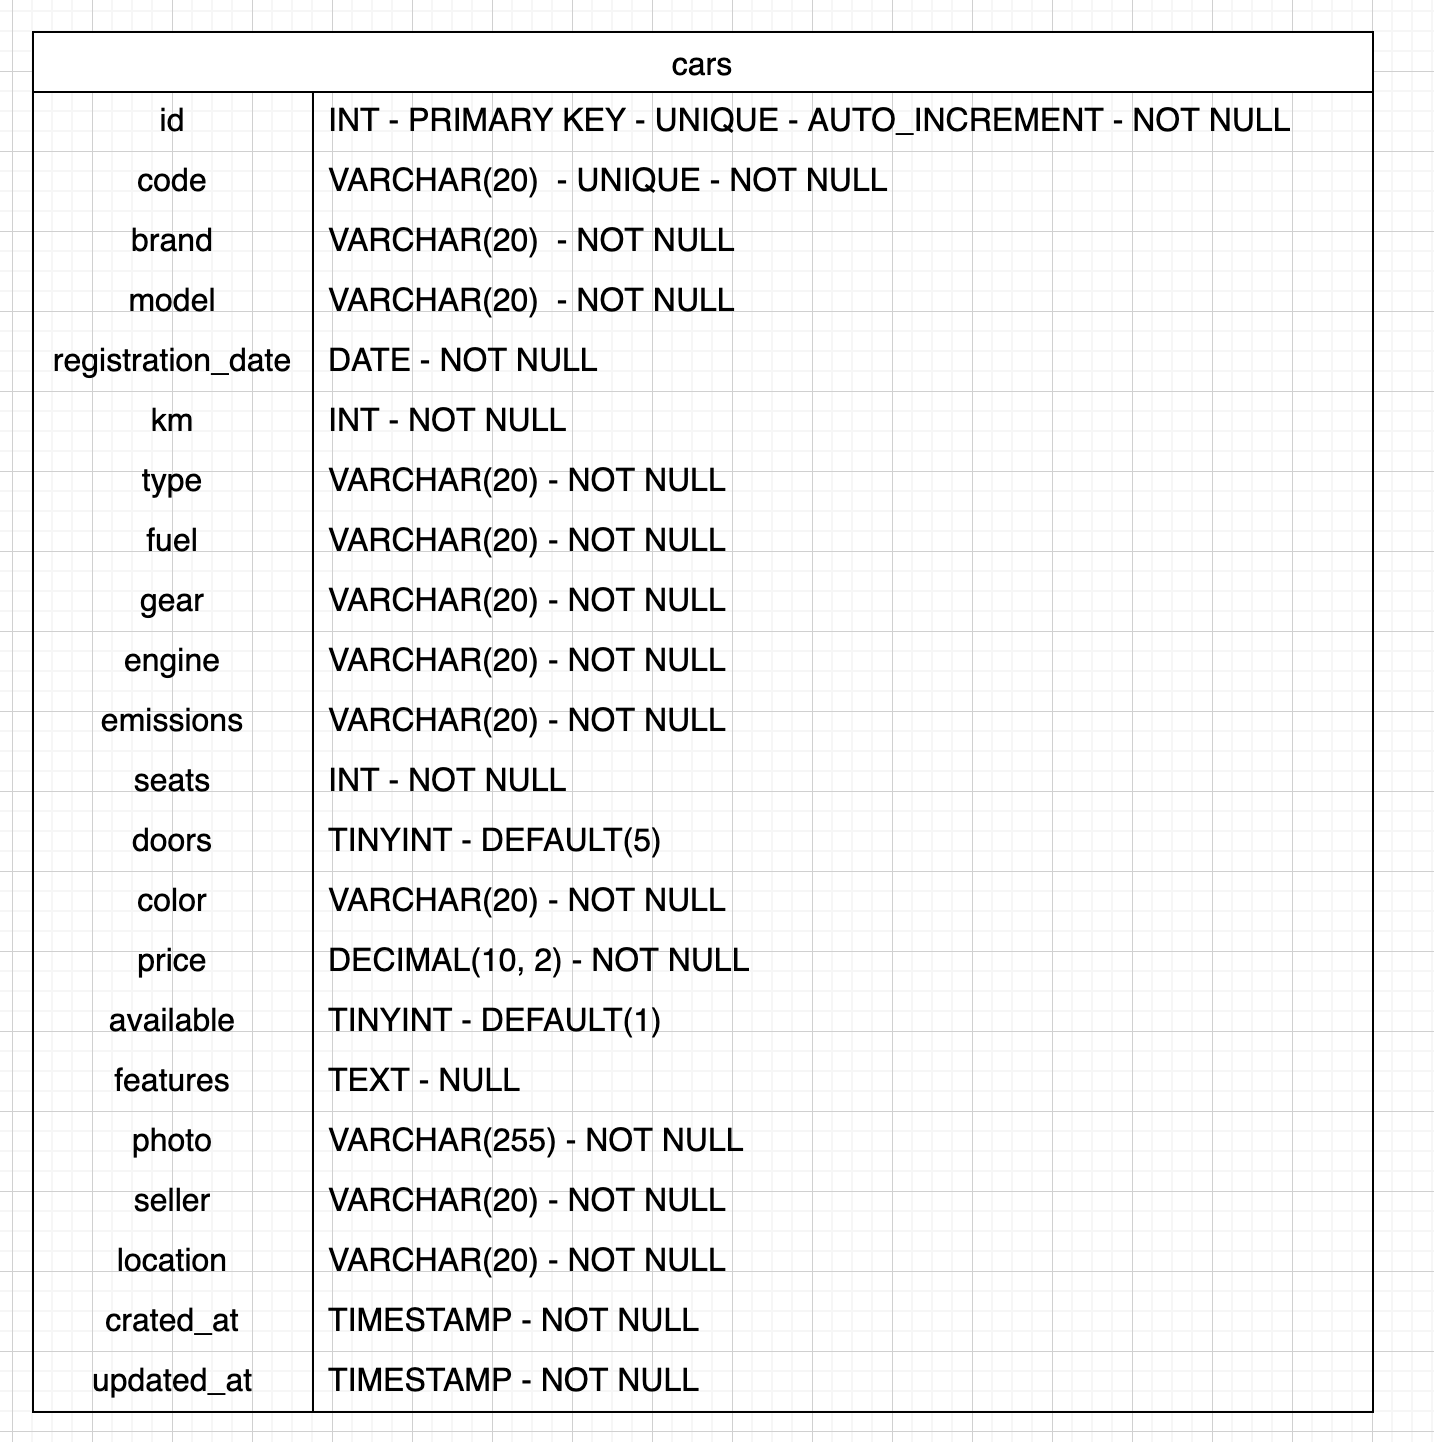 cars
id INT - PRIMARY KEY - UNIQUE - AUTO_INCREMENT - NOT NULL
code VARCHAR(20)  - UNIQUE - NOT NULL
brand VARCHAR(20)  - NOT NULL
model VARCHAR(20)  - NOT NULL
registration_date DATE - NOT NULL
km INT - NOT NULL
type VARCHAR(20) - NOT NULL
fuel VARCHAR(20) - NOT NULL
gear VARCHAR(20) - NOT NULL
engine VARCHAR(20) - NOT NULL
emissions VARCHAR(20) - NOT NULL
seats INT - NOT NULL
doors TINYINT - DEFAULT(5)
color VARCHAR(20) - NOT NULL
price DECIMAL(10, 2) - NOT NULL
available TINYINT - DEFAULT(1)
features TEXT - NULL
photo VARCHAR(255) - NOT NULL
seller VARCHAR(20) - NOT NULL
location VARCHAR(20) - NOT NULL
crated_at TIMESTAMP - NOT NULL
updated_at TIMESTAMP - NOT NULL